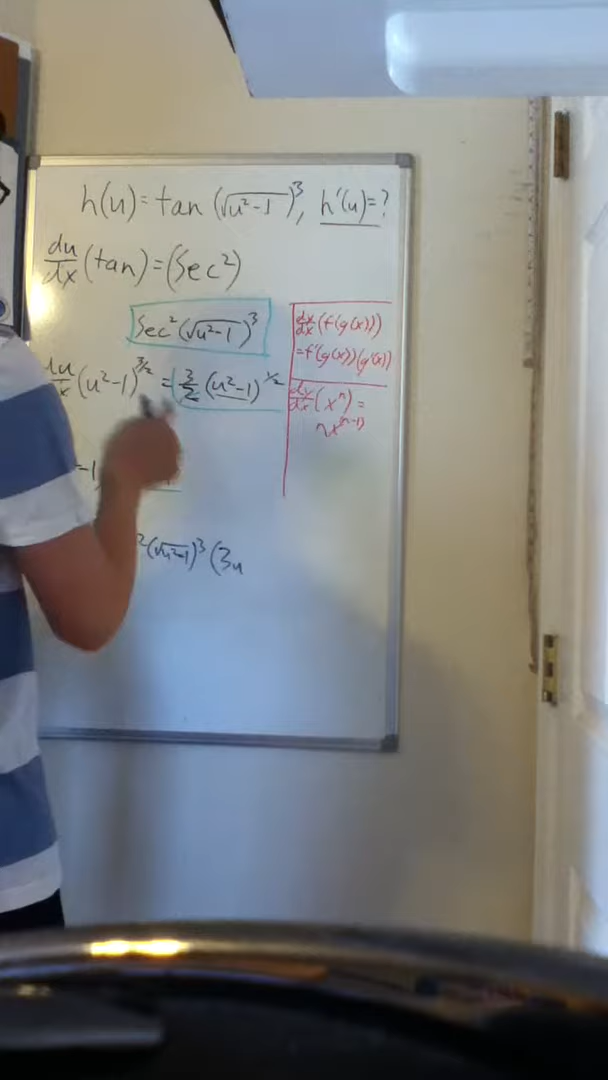 h(u)=tan(√u²-1)³, h'(u)=?
du/dx(tan)=(Sec²)
Sec²(√u²-1)³
dx/dx(f(g(x))
=f'(g(x))(g'(x))
du/x(u²-1)^3/2 = 3/2(u²-1)^1/2
dy/dx(xⁿ)=
nx^(n-1)
-1,
²(√u²-1)³(3u